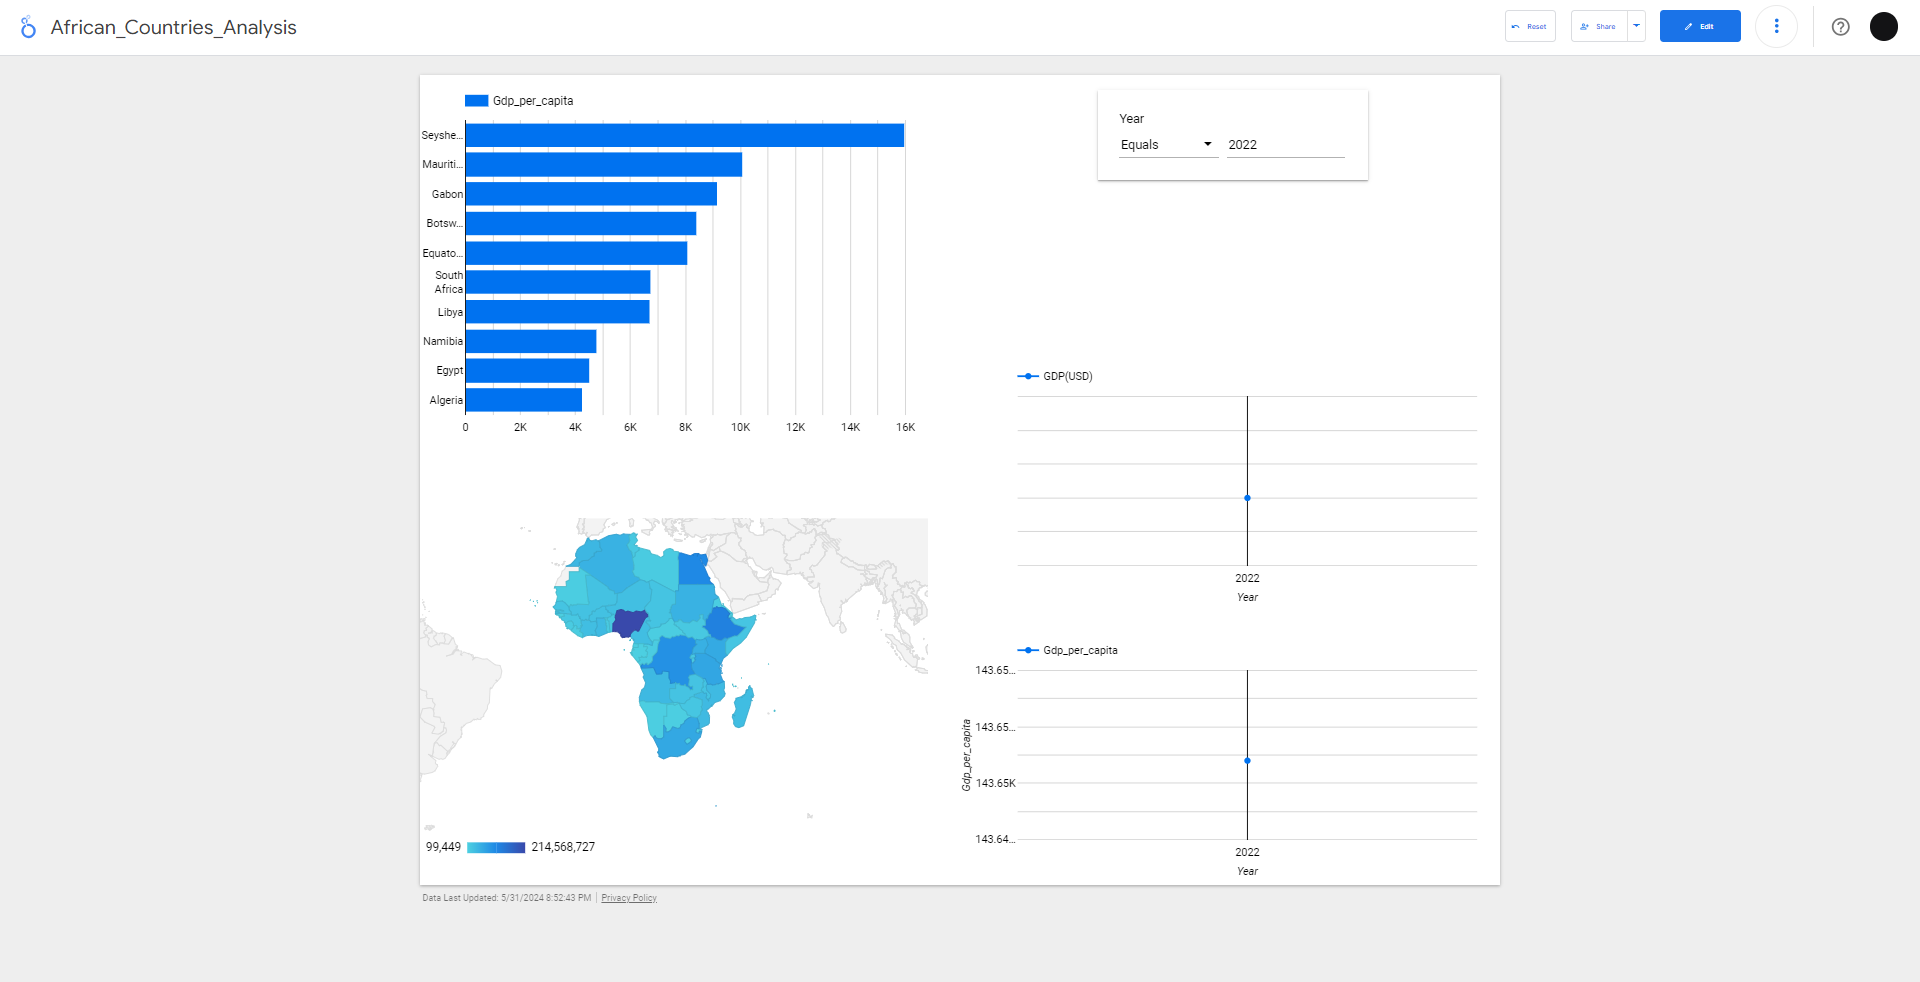 African_Countries_Analysis
Reset
Share
Edit
Gdp_per_capita
Seyshe...
Mauriti...
Gabon
Botsw...
Equato...
South
Africa
Libya
Namibia
Egypt
Algeria
0 2K 4K 6K 8K 10K 12K 14K 16K
Year
Equals 2022
GDP(USD)
2022
Year
Gdp_per_capita
143.65...
143.65...
143.65K
143.64...
Gdp_per_capita
2022
Year
99,449 214,568,727
Data Last Updated: 5/31/2024 8:52:43 PM Privacy Policy